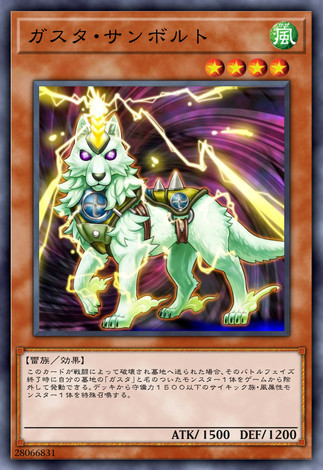 ガスタ・サンボルト
風
【雷族／効果】
このカードが戦闘によって破壊され墓地へ送られた場合、そのバトルフェイズ
終了時に自分の墓地の「ガスタ」と名のついたモンスター１体をゲームから除外
して発動できる。デッキから守備力１５００以下のサイキック族・風属性モ
ンスター１体を特殊召喚する。
ATK/ 1500 DEF/ 1200
28066831